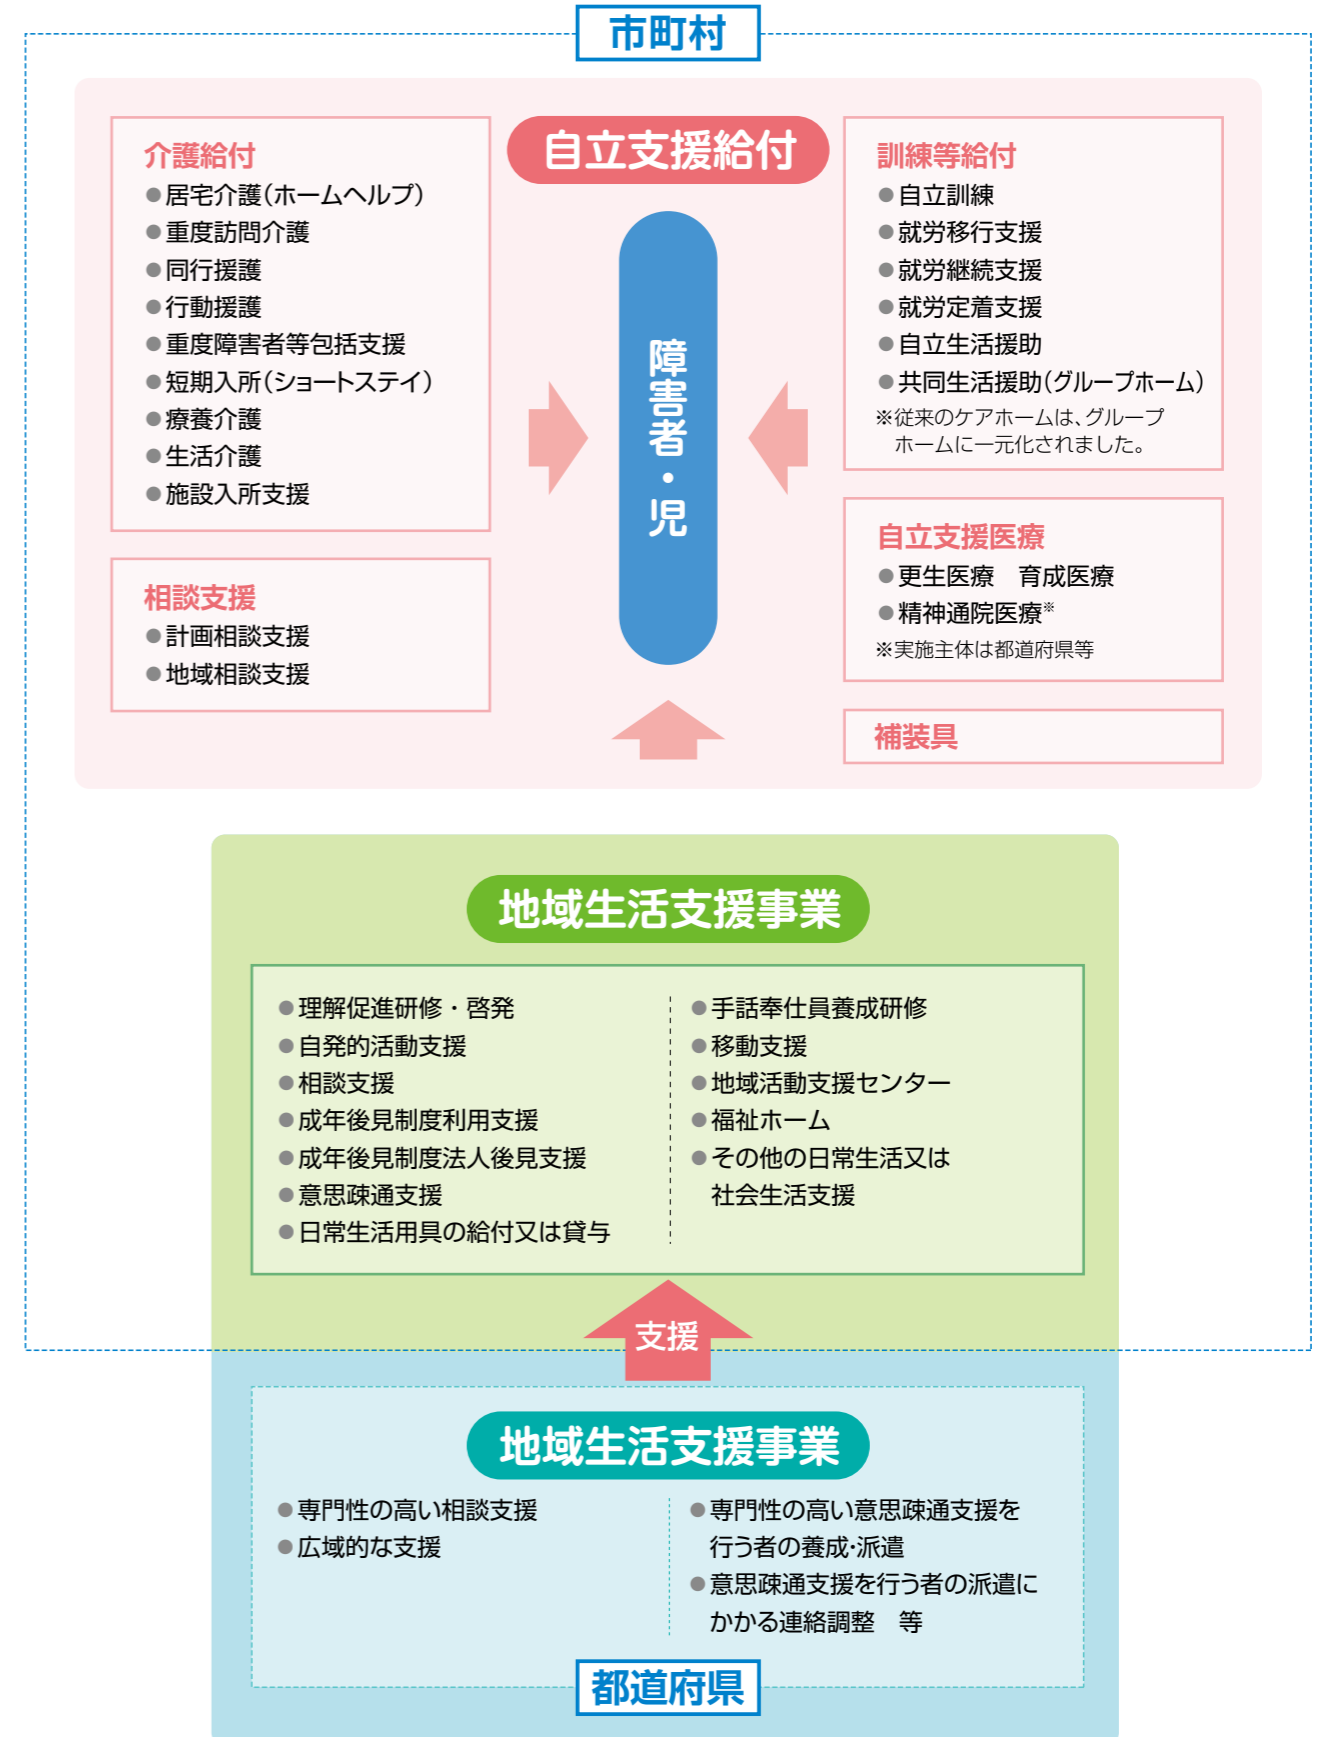 市町村
自立支援給付
介護給付
●居宅介護(ホームヘルプ)
●重度訪問介護
●同行援護
●行動援護
●重度障害者等包括支援
●短期入所(ショートステイ)
●療養介護
●生活介護
●施設入所支援
相談支援
●計画相談支援
●地域相談支援
障害者・児
訓練等給付
●自立訓練
●就労移行支援
●就労継続支援
●就労定着支援
●自立生活援助
●共同生活援助(グループホーム)
※従来のケアホームは、グループ
ホームに一元化されました。
自立支援医療
●更生医療　育成医療
●精神通院医療※
※実施主体は都道府県等
補装具
地域生活支援事業
●理解促進研修・啓発
●自発的活動支援
●相談支援
●成年後見制度利用支援
●成年後見制度法人後見支援
●意思疎通支援
●日常生活用具の給付又は貸与
●手話奉仕員養成研修
●移動支援
●地域活動支援センター
●福祉ホーム
●その他の日常生活又は
社会生活支援
支援
地域生活支援事業
●専門性の高い相談支援
●広域的な支援
●専門性の高い意思疎通支援を
行う者の養成・派遣
●意思疎通支援を行う者の派遣に
かかる連絡調整　等
都道府県